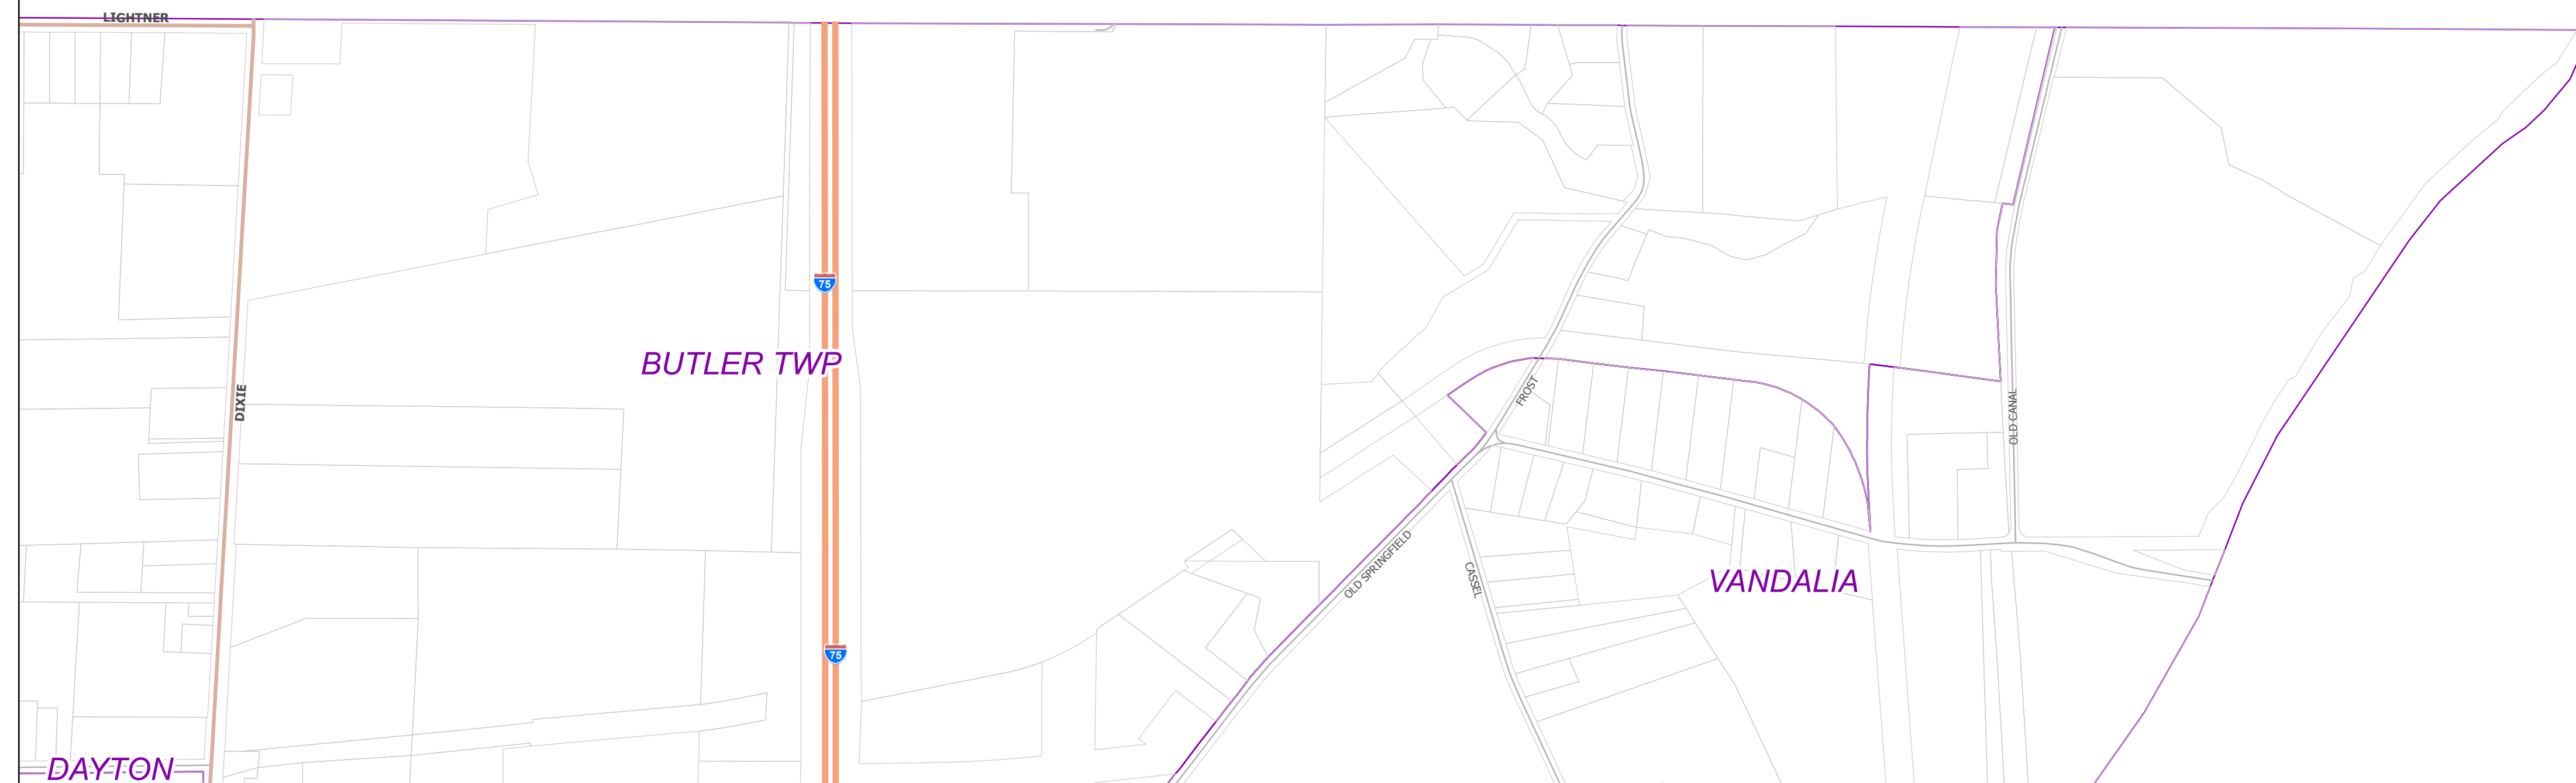 LIGHTNER
75
BUTLER TWP
DIXIE
FROST
OLD CANAL
OLD SPRINGFIELD
CASSEL
VANDALIA
75
DAYTON